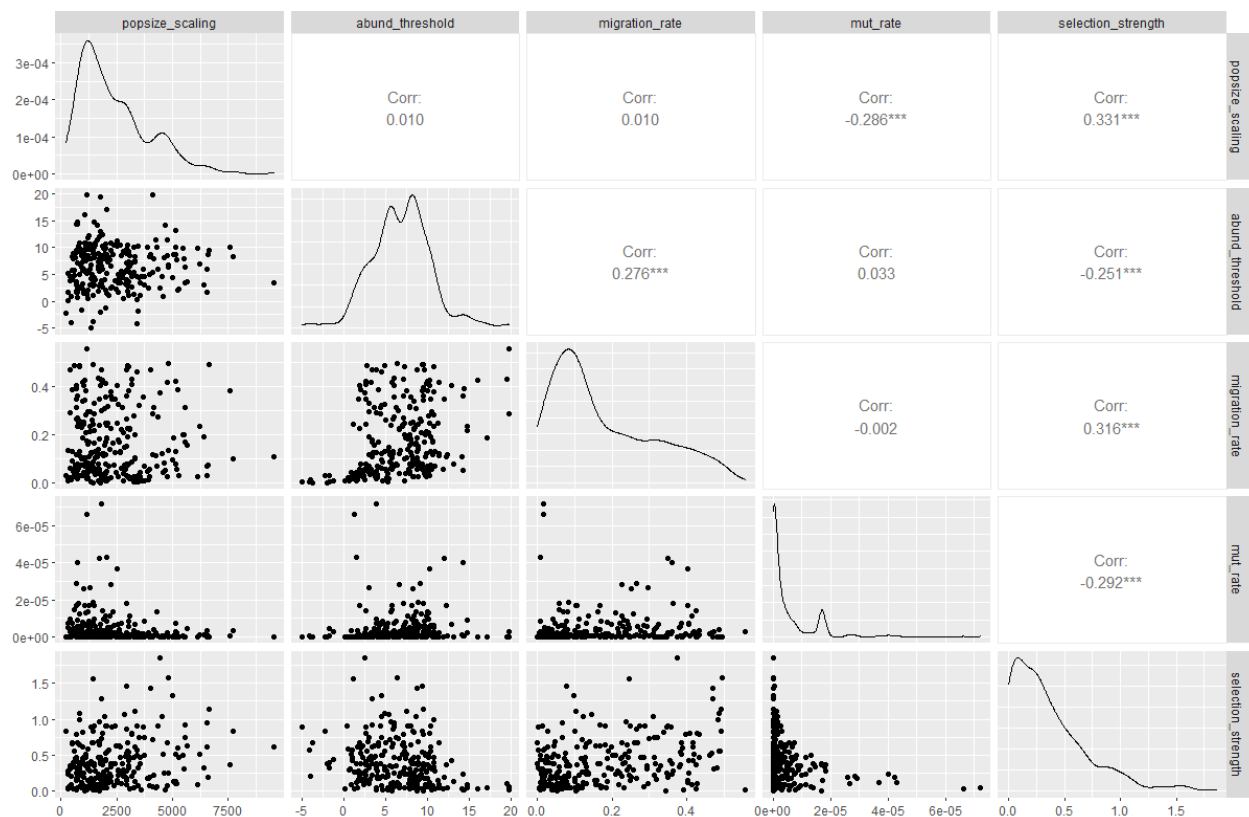 popsize_scaling abund_threshold migration_rate mut_rate selection_strength
3e-04
2e-04
1e-04
0e+00
Corr:
0.010
Corr:
0.010
Corr:
-0.286***
Corr:
0.331***
popsize_scaling
20
15
10
5
0
-5
Corr:
0.276***
Corr:
0.033
Corr:
-0.251***
abund_threshold
0.4
0.2
0.0
Corr:
-0.002
Corr:
0.316***
migration_rate
6e-05
4e-05
2e-05
0e+00
Corr:
-0.292***
mut_rate
1.5
1.0
0.5
0.0
selection_strength
0 2500 5000 7500 -5 0 5 10 15 20 0.0 0.2 0.4 0e+00 2e-05 4e-05 6e-05 0.0 0.5 1.0 1.5